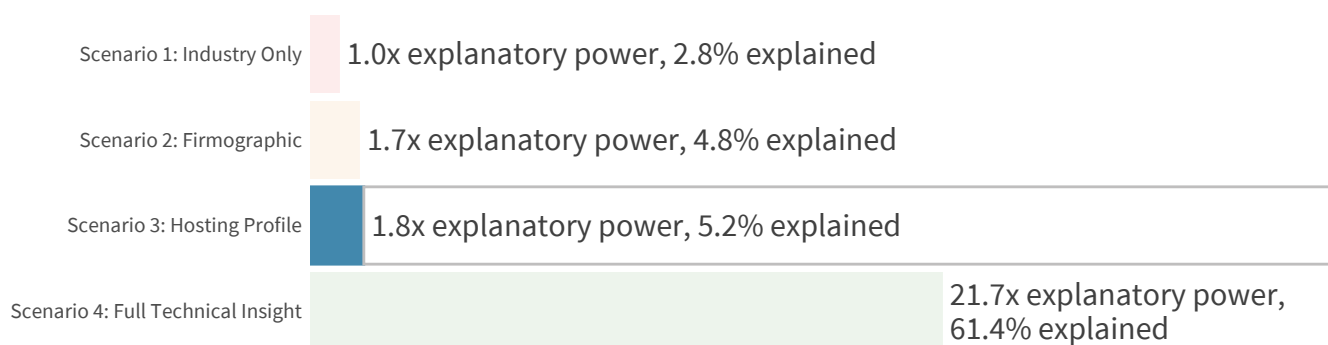 Scenario 1: Industry Only
1.0x explanatory power, 2.8% explained
Scenario 2: Firmographic
1.7x explanatory power, 4.8% explained
Scenario 3: Hosting Profile
1.8x explanatory power, 5.2% explained
Scenario 4: Full Technical Insight
21.7x explanatory power,
61.4% explained